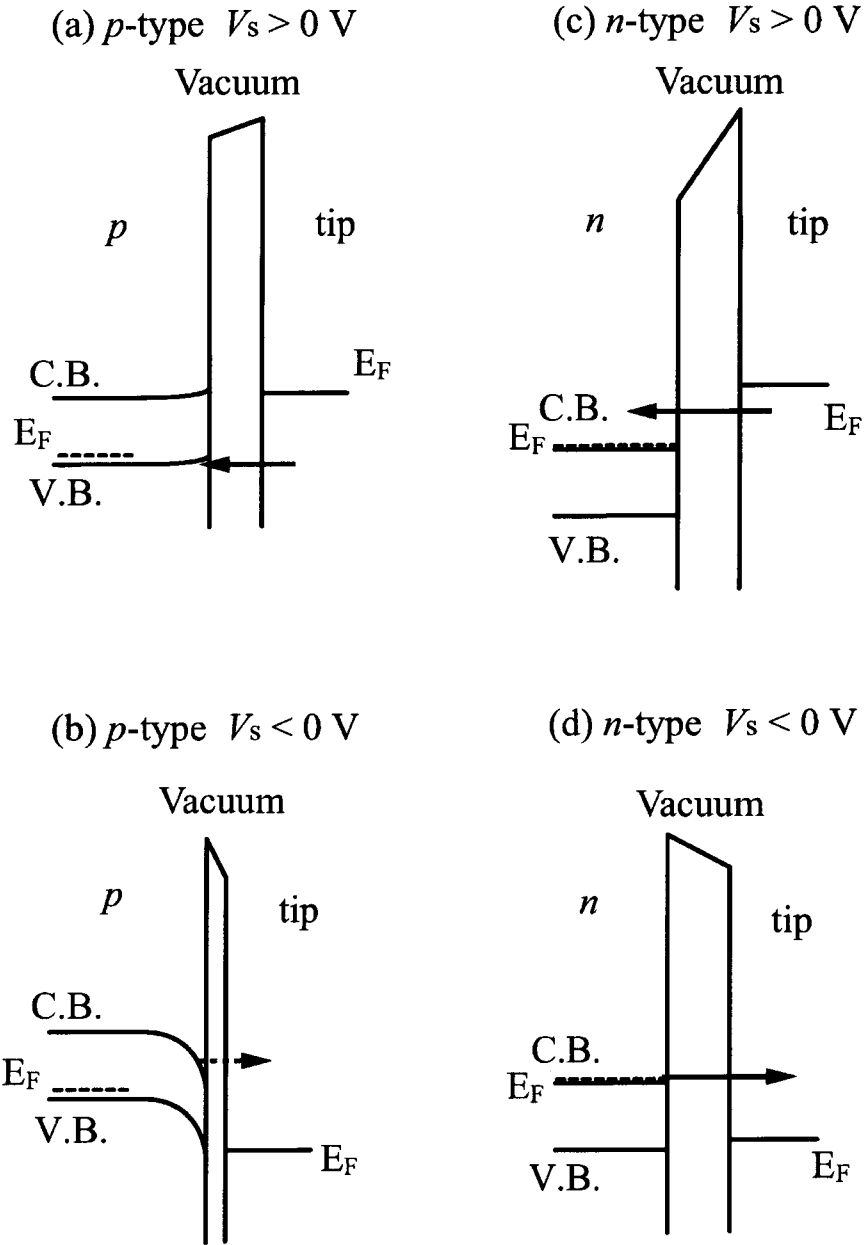 (a) p-type Vs > 0 V
Vacuum
p
tip
C.B.
EF
EF
V.B.
(c) n-type Vs > 0 V
Vacuum
n
tip
C.B.
EF
EF
V.B.
(b) p-type Vs < 0 V
Vacuum
p
tip
C.B.
EF
V.B.
EF
(d) n-type Vs < 0 V
Vacuum
n
tip
C.B.
EF
V.B.
EF